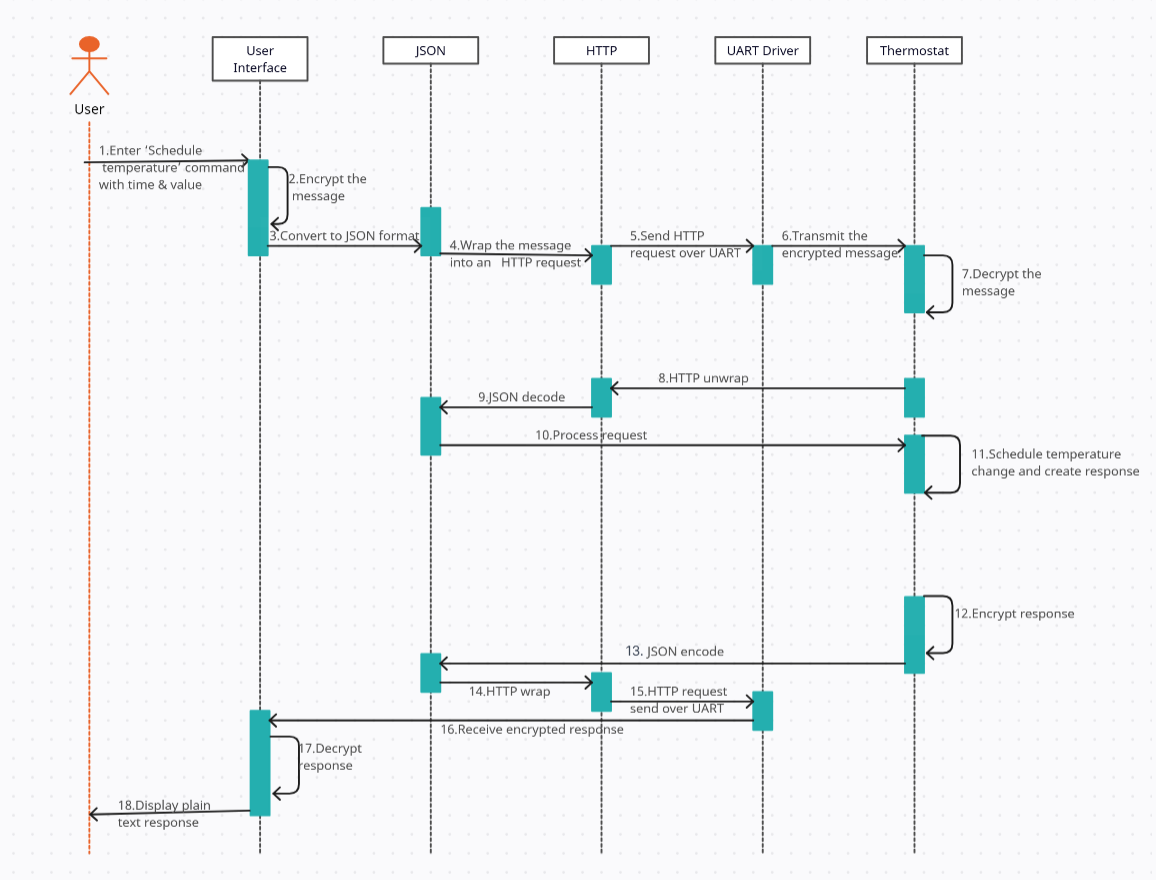 User
Interface
JSON
HTTP
UART Driver
Thermostat
User
1.Enter 'Schedule
temperature' command
with time & value
2.Encrypt the
message
3.Convert to JSON format
4.Wrap the message
into an   HTTP request
5.Send HTTP
request over UART
6.Transmit the
encrypted message.
7.Decrypt the
message
8.HTTP unwrap
9.JSON decode
10.Process request
11.Schedule temperature
change and create response
12.Encrypt response
13. JSON encode
14.HTTP wrap
15.HTTP request
send over UART
16.Receive encrypted response
17.Decrypt
response
18.Display plain
text response